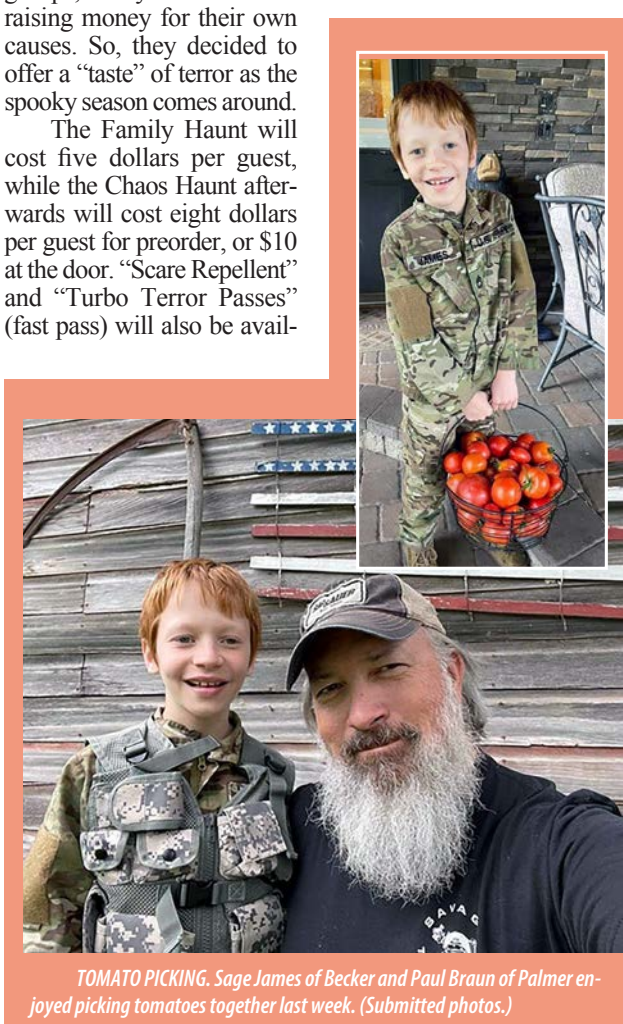 raising money for their own
causes. So, they decided to
offer a “taste” of terror as the
spooky season comes around.
The Family Haunt will
cost five dollars per guest,
while the Chaos Haunt after-
wards will cost eight dollars
per guest for preorder, or $10
at the door. “Scare Repellent”
and “Turbo Terror Passes”
(fast pass) will also be avail-
JAMES
SAVAG
TOMATO PICKING. Sage James of Becker and Paul Braun of Palmer en-
joyed picking tomatoes together last week. (Submitted photos.)